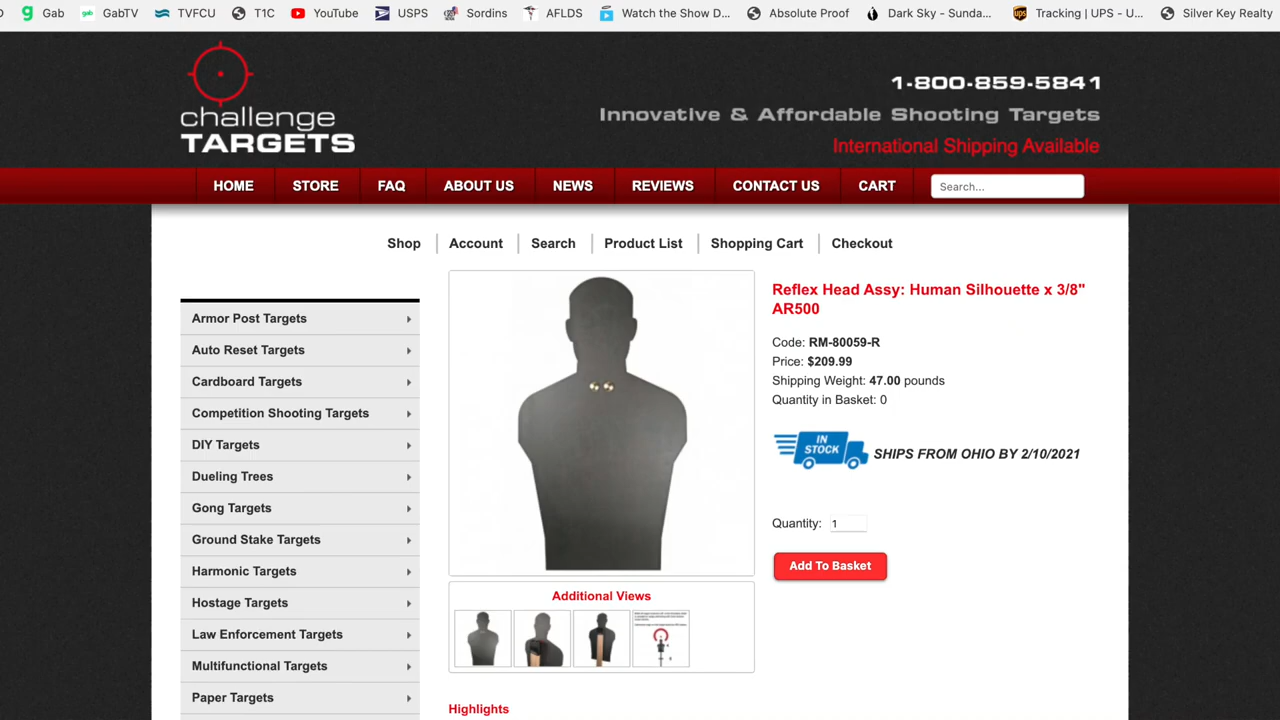 Gab
GabTV
TVFCU
T1C
YouTube
USPS
Sordins
AFLDS
Watch the Show D...
Absolute Proof
Dark Sky - Sunda...
Tracking | UPS - U...
Silver Key Realty
challenge
TARGETS
1-800-859-5841
Innovative & Affordable Shooting Targets
International Shipping Available
HOME
STORE
FAQ
ABOUT US
NEWS
REVIEWS
CONTACT US
CART
Search...
Shop
Account
Search
Product List
Shopping Cart
Checkout
Armor Post Targets
Auto Reset Targets
Cardboard Targets
Competition Shooting Targets
DIY Targets
Dueling Trees
Gong Targets
Ground Stake Targets
Harmonic Targets
Hostage Targets
Law Enforcement Targets
Multifunctional Targets
Paper Targets
Additional Views
Highlights
Reflex Head Assy: Human Silhouette x 3/8"
AR500
Code: RM-80059-R
Price: $209.99
Shipping Weight: 47.00 pounds
Quantity in Basket: 0
IN
STOCK
SHIPS FROM OHIO BY 2/10/2021
Quantity: 1
Add To Basket